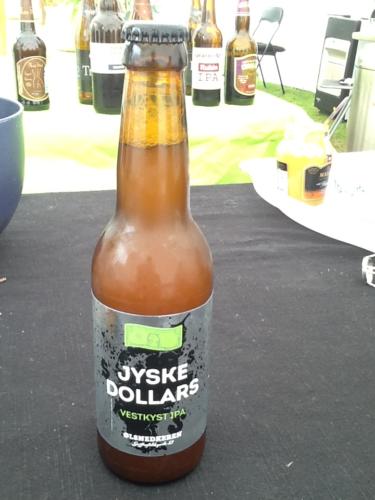 JYSKE
DOLLARS
VESTKYST IPA
ØLSNEDKEREN
IPA